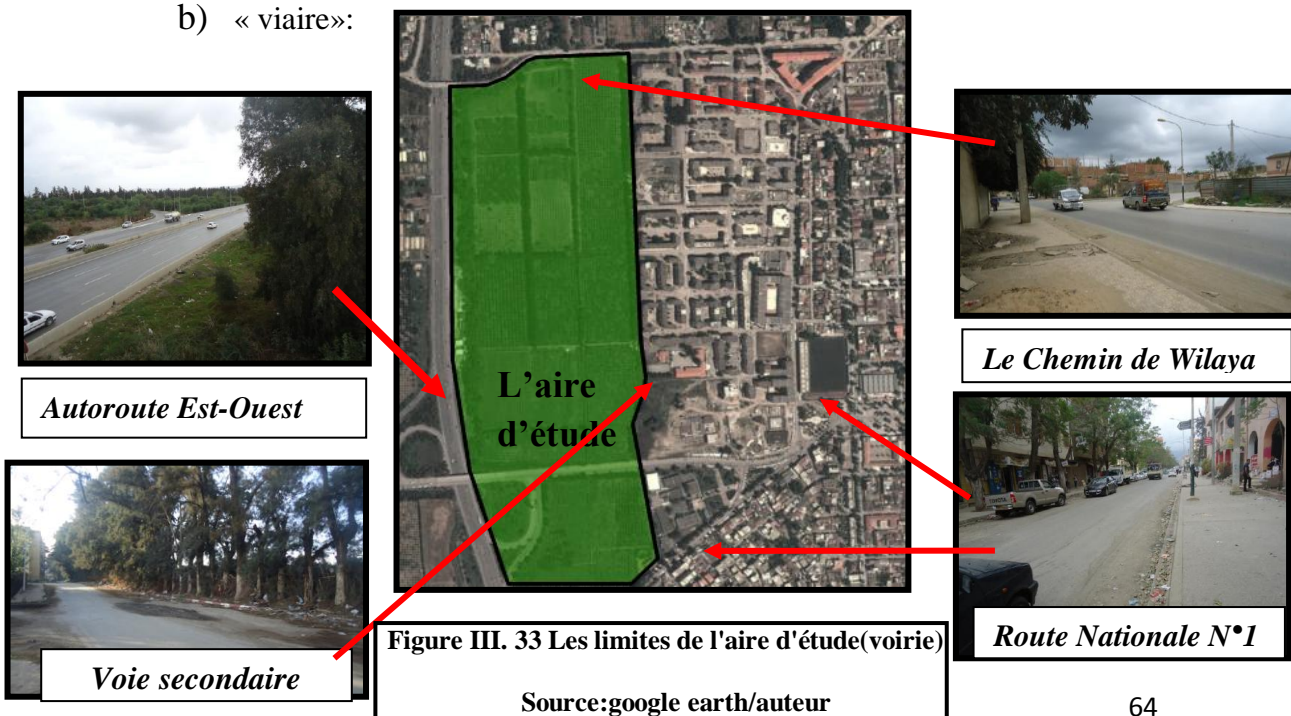 b) « viaire»:
Autoroute Est-Ouest
Le Chemin de Wilaya
L’aire
d’étude
Voie secondaire
Route Nationale N°1
Figure III. 33 Les limites de l'aire d'étude(voirie)
Source:google earth/auteur
64